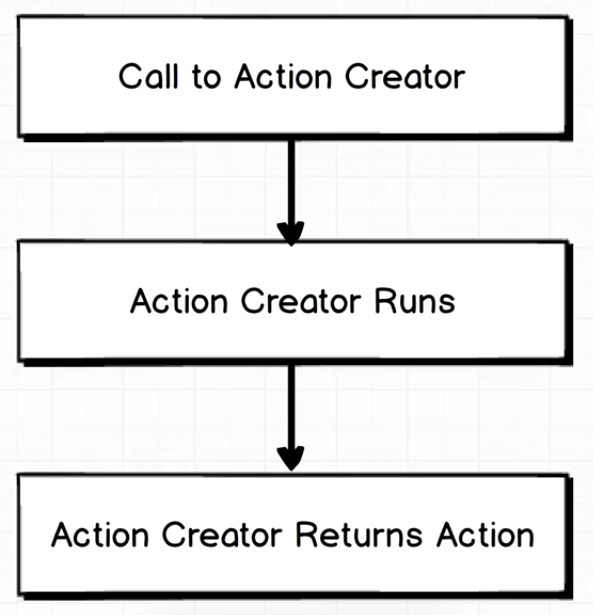 Call to Action Creator
Action Creator Runs
Action Creator Returns Action